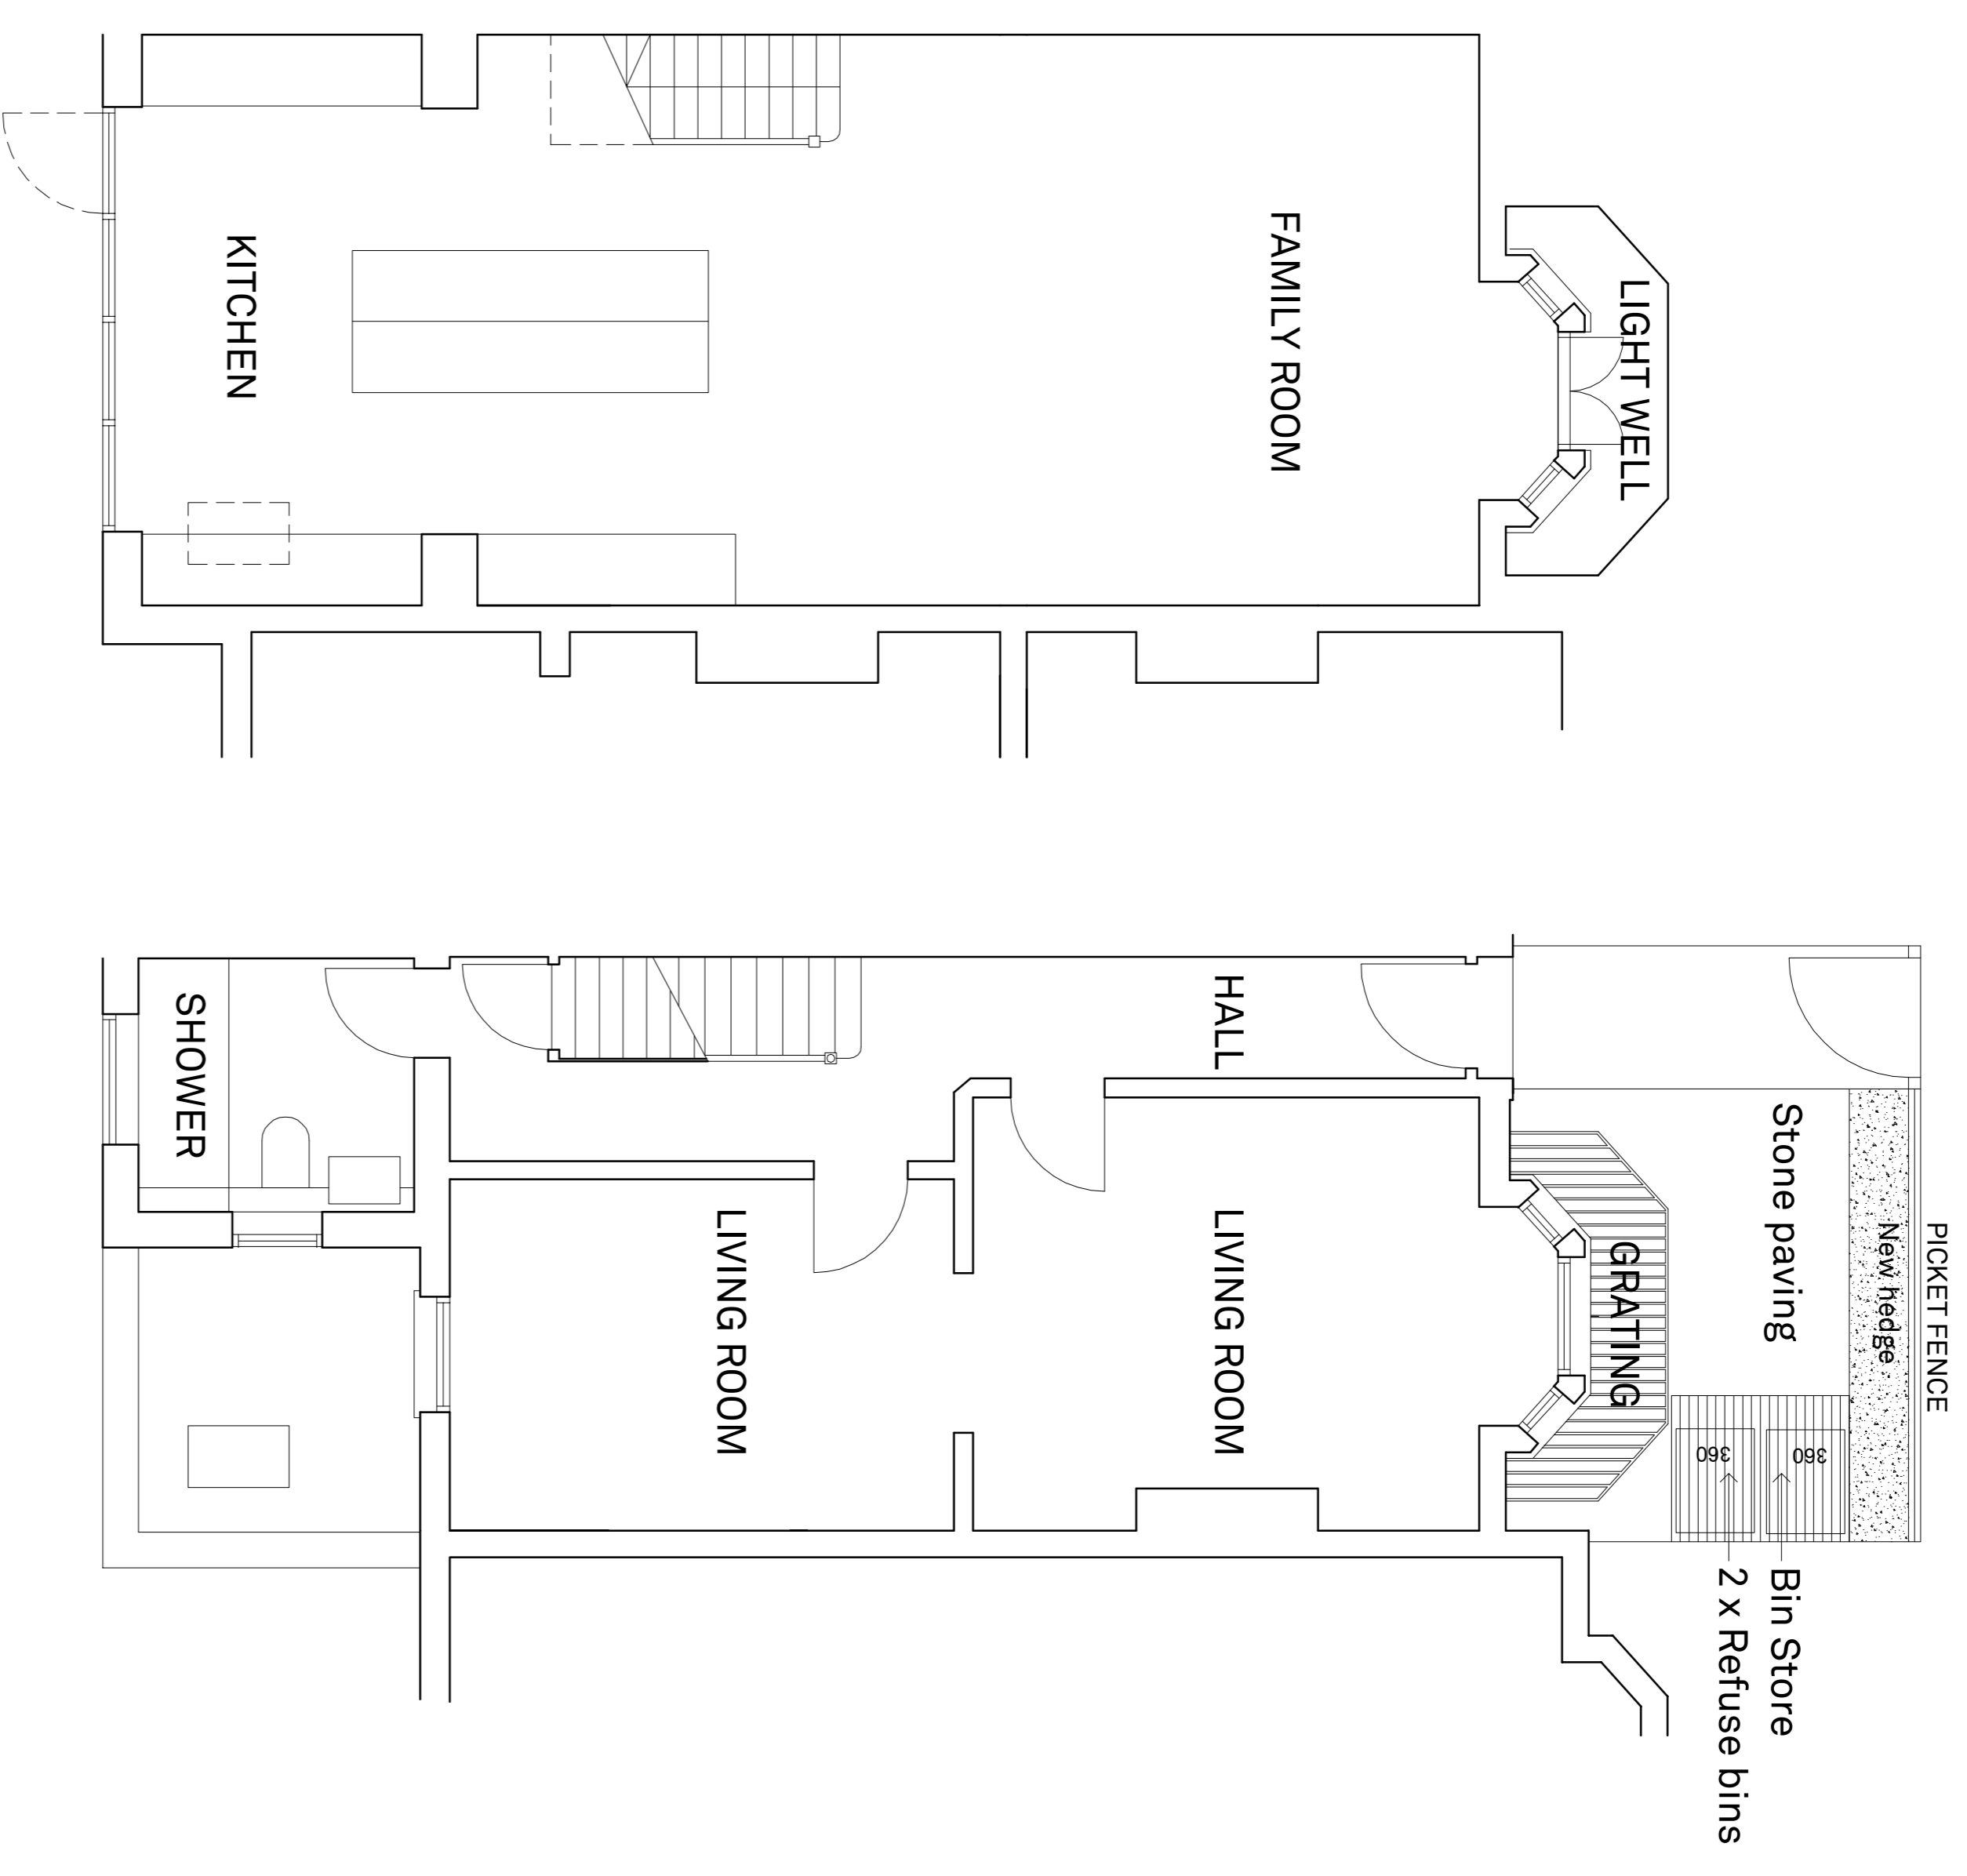 KITCHEN
FAMILY ROOM
LIGHT WELL
SHOWER
HALL
LIVING ROOM
LIVING ROOM
GRATING
Stone paving
New hedge
PICKET FENCE
360
360
Bin Store
2 x Refuse bins